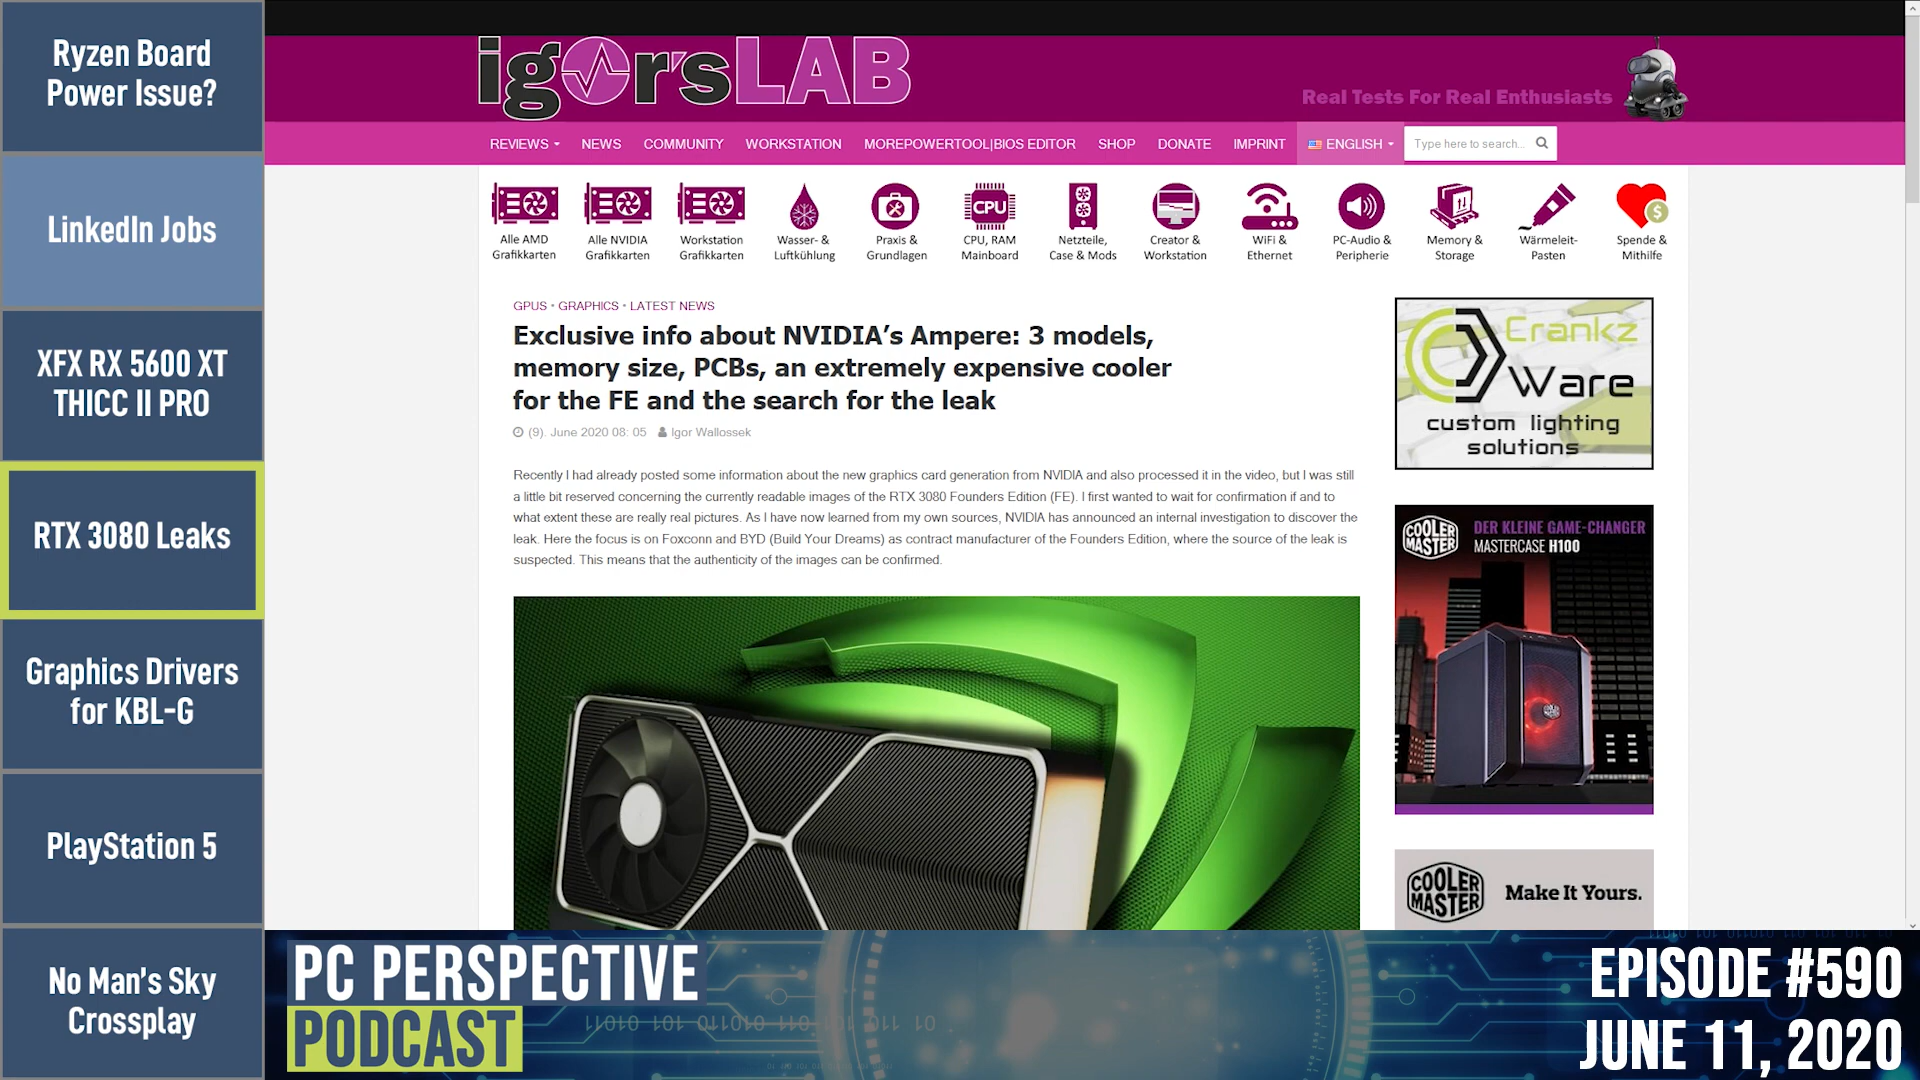 Ryzen Board
Power Issue?
LinkedIn Jobs
XFX RX 5600 XT
THICC II PRO
RTX 3080 Leaks
Graphics Drivers
for KBL-G
PlayStation 5
No Man's Sky
Crossplay
igor'sLAB
Real Tests For Real Enthusiasts
REVIEWS NEWS COMMUNITY WORKSTATION MOREPOWERTOOL|BIOS EDITOR SHOP DONATE IMPRINT ENGLISH Type here to search...
CPU
Alle AMD
Grafikkarten
Alle NVIDIA
Grafikkarten
Workstation
Grafikkarten
Wasser- &
Luftkühlung
Praxis &
Grundlagen
CPU, RAM
Mainboard
Netzteile,
Case & Mods
Creator &
Workstation
WiFi &
Ethernet
PC-Audio &
Peripherie
Memory &
Storage
Wärmeleit-
Pasten
$
Spende &
Mithilfe
GPUS • GRAPHICS • LATEST NEWS
Exclusive info about NVIDIA’s Ampere: 3 models,
memory size, PCBs, an extremely expensive cooler
for the FE and the search for the leak
(9). June 2020 08: 05 Igor Wallossek
Recently I had already posted some information about the new graphics card generation from NVIDIA and also processed it in the video, but I was still
a little bit reserved concerning the currently readable images of the RTX 3080 Founders Edition (FE). I first wanted to wait for confirmation if and to
what extent these are really real pictures. As I have now learned from my own sources, NVIDIA has announced an internal investigation to discover the
leak. Here the focus is on Foxconn and BYD (Build Your Dreams) as contract manufacturer of the Founders Edition, where the source of the leak is
suspected. This means that the authenticity of the images can be confirmed.
Crankz
Ware
custom lighting
solutions
COOLER
MASTER
DER KLEINE GAME-CHANGER
MASTERCASE H100
COOLER
MASTER
Make It Yours.
PC PERSPECTIVE
PODCAST
EPISODE #590
JUNE 11, 2020